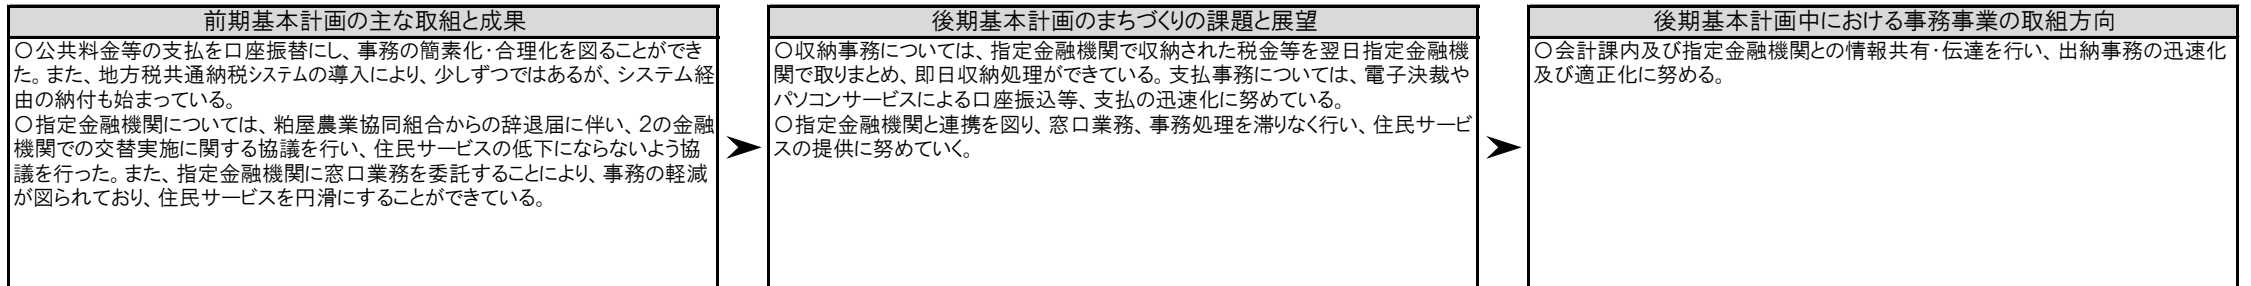 前期基本計画の主な取組と成果
〇公共料金等の支払を口座振替にし、事務の簡素化・合理化を図ることができ
た。また、地方税共通納税システムの導入により、少しずつではあるが、システム経
由の納付も始まっている。
〇指定金融機関については、粕屋農業協同組合からの辞退届に伴い、2の金融
機関での交替実施に関する協議を行い、住民サービスの低下にならないよう協
議を行った。また、指定金融機関に窓口業務を委託することにより、事務の軽減
が図られており、住民サービスを円滑にすることができている。
後期基本計画のまちづくりの課題と展望
〇収納事務については、指定金融機関で収納された税金等を翌日指定金融機
関で取りまとめ、即日収納処理ができている。支払事務については、電子決裁や
パソコンサービスによる口座振込等、支払の迅速化に努めている。
〇指定金融機関と連携を図り、窓口業務、事務処理を滞りなく行い、住民サービ
スの提供に努めていく。
後期基本計画中における事務事業の取組方向
〇会計課内及び指定金融機関との情報共有・伝達を行い、出納事務の迅速化
及び適正化に努める。